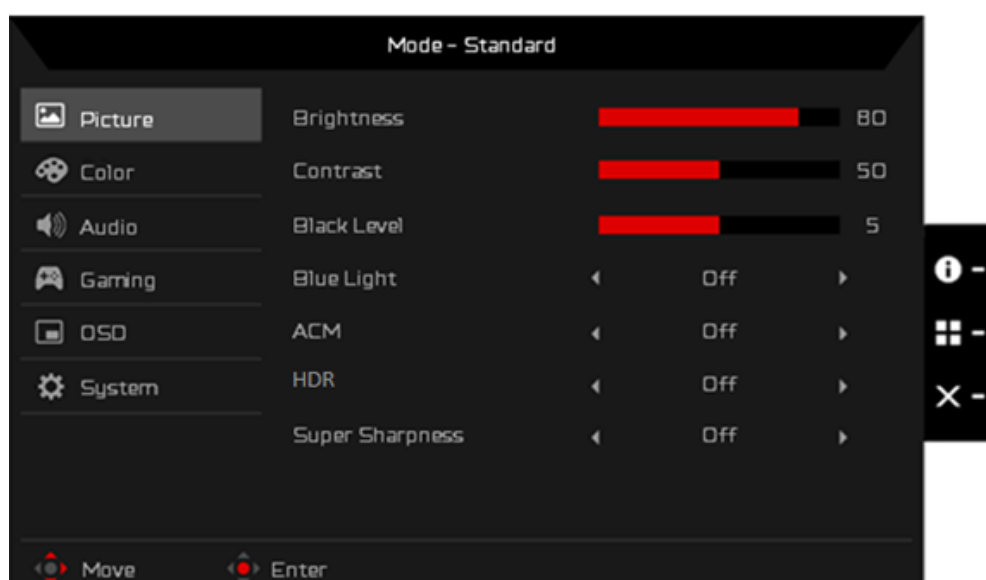 Mode - Standard
Picture
Brightness 80
Color
Contrast 50
Audio
Black Level 5
Gaming
Blue Light Off
OSD
ACM Off
System
HDR Off
Super Sharpness Off
Move Enter